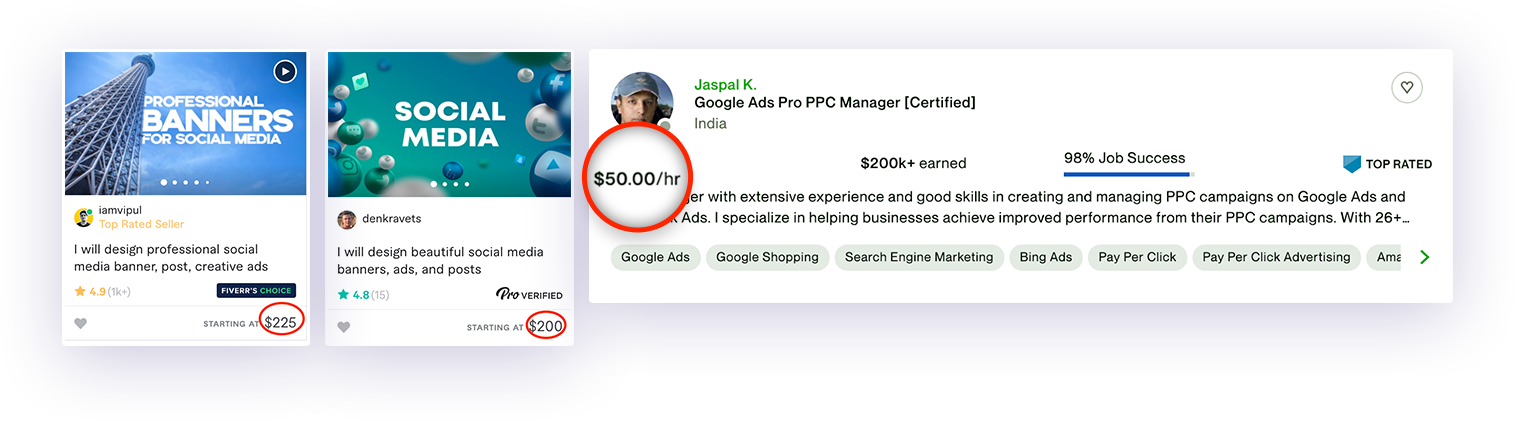 PROFESSIONAL
BANNERS
FOR SOCIAL MEDIA
iamvipul
Top Rated Seller
I will design professional social
media banner, post, creative ads
4.9 (1k+)
FIVERR'S CHOICE
STARTING AT $225
SOCIAL
MEDIA
denkravets
I will design beautiful social media
banners, ads, and posts
4.8 (15)
Pro VERIFIED
STARTING AT $200
Jaspal K.
Google Ads Pro PPC Manager [Certified]
India
$50.00/hr
$200k+ earned
98% Job Success
TOP RATED
ger with extensive experience and good skills in creating and managing PPC campaigns on Google Ads and
Ads. I specialize in helping businesses achieve improved performance from their PPC campaigns. With 26+...
Google Ads
Google Shopping
Search Engine Marketing
Bing Ads
Pay Per Click
Pay Per Click Advertising
Ama